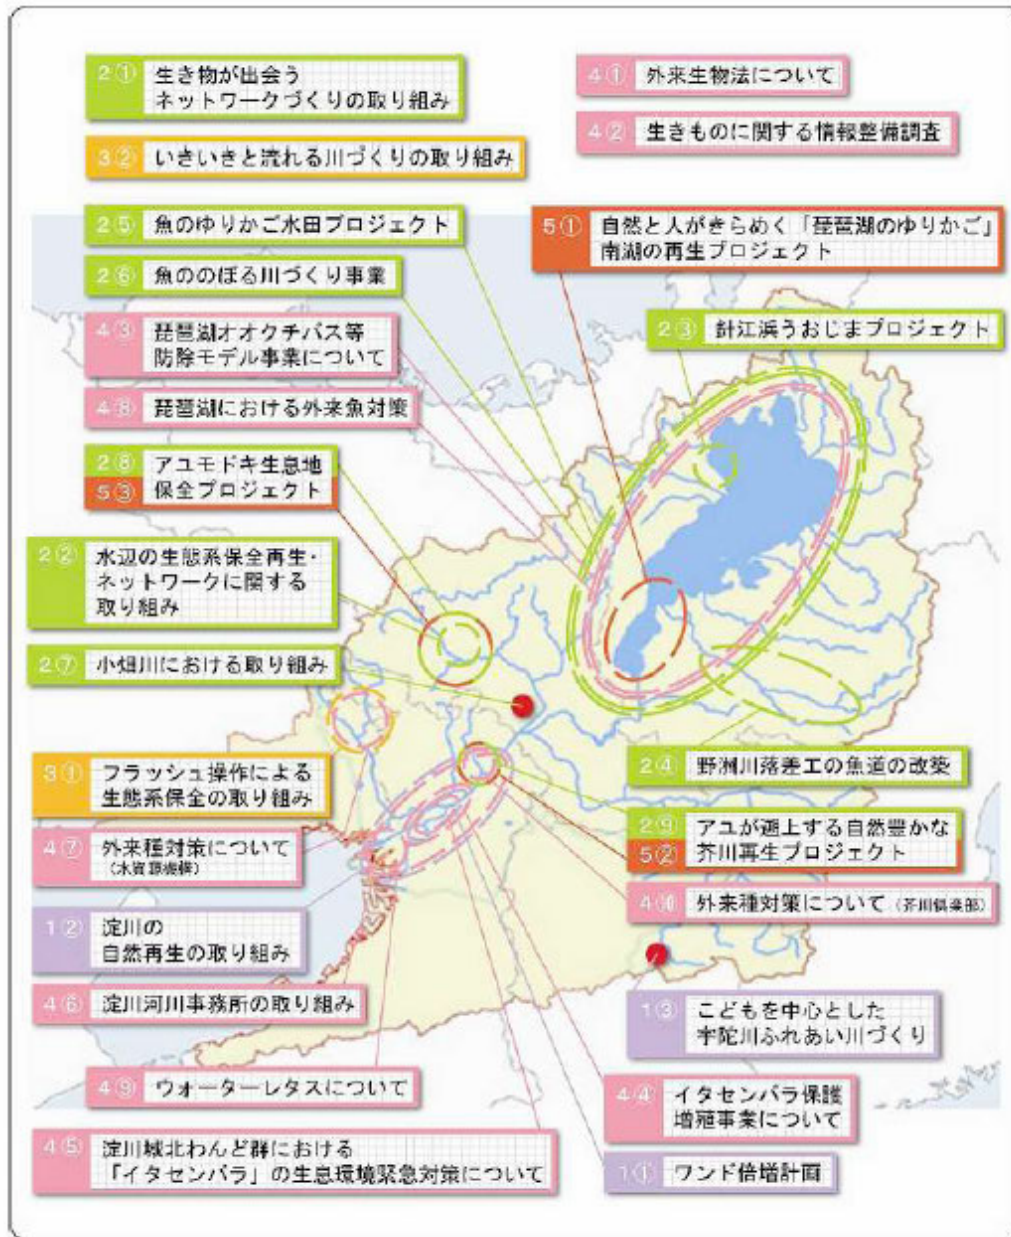 2① 生き物が出会う
ネットワークづくりの取り組み
4① 外来生物法について
4② 生きものに関する情報整備調査
3② いきいきと流れる川づくりの取り組み
2⑤ 魚のゆりかご水田プロジェクト
5① 自然と人がきらめく「琵琶湖のゆりかご」
南湖の再生プロジェクト
2⑥ 魚ののぼる川づくり事業
2③ 針江浜うおじまプロジェクト
4③ 琵琶湖オオクチバス等
防除モデル事業について
4⑧ 琵琶湖における外来魚対策
2⑧ アユモドキ生息地
5③ 保全プロジェクト
2② 水辺の生態系保全再生・
ネットワークに関する
取り組み
2⑦ 小畑川における取り組み
3① フラッシュ操作による
生態系保全の取り組み
2④ 野洲川落差工の魚道の改築
2⑨ アユが遡上する自然豊かな
5② 芥川再生プロジェクト
4⑦ 外来種対策について
(水資源機構)
4⑩ 外来種対策について(芥川倶楽部)
1② 淀川の
自然再生の取り組み
4⑥ 淀川河川事務所の取り組み
1③ こどもを中心とした
宇陀川ふれあい川づくり
4⑨ ウォーターレタスについて
4④ イタセンパラ保護
増殖事業について
4⑤ 淀川城北わんど群における
「イタセンパラ」の生息環境緊急対策について
1① ワンド倍増計画